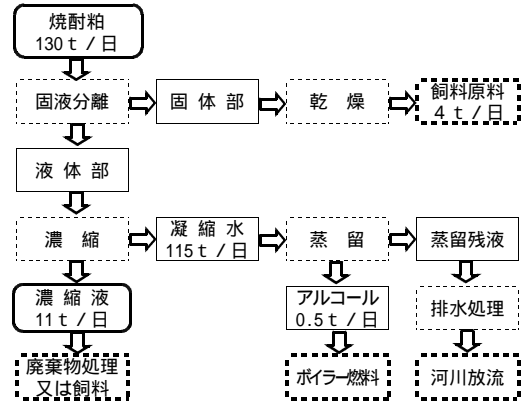 焼酎粕
130ｔ/日
固液分離
固 体 部
乾　燥
飼料原料
4ｔ/日
液 体 部
濃　縮
凝 縮 水
115ｔ/日
蒸　留
蒸留残液
濃 縮 液
11ｔ/日
アルコール
0.5ｔ/日
排水処理
廃棄物処理
又は飼料
ボイラー燃料
河川放流